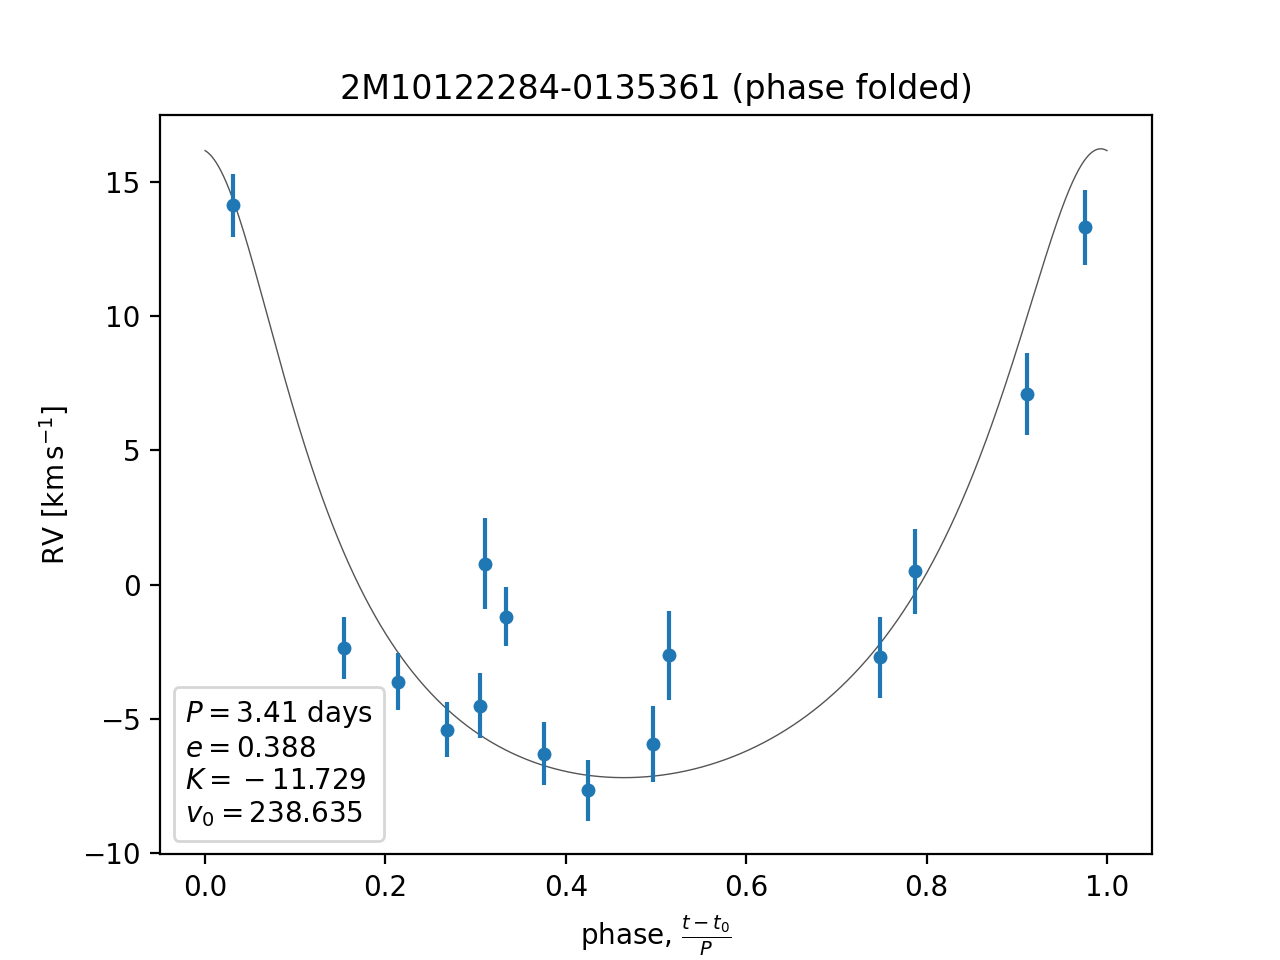 2M10122284-0135361 (phase folded)
RV [km s⁻¹]
15
10
5
0
−5
−10
P = 3.41 days
e = 0.388
K = − 11.729
v₀ = 238.635
0.0 0.2 0.4 0.6 0.8 1.0
phase, (t − t₀)/P